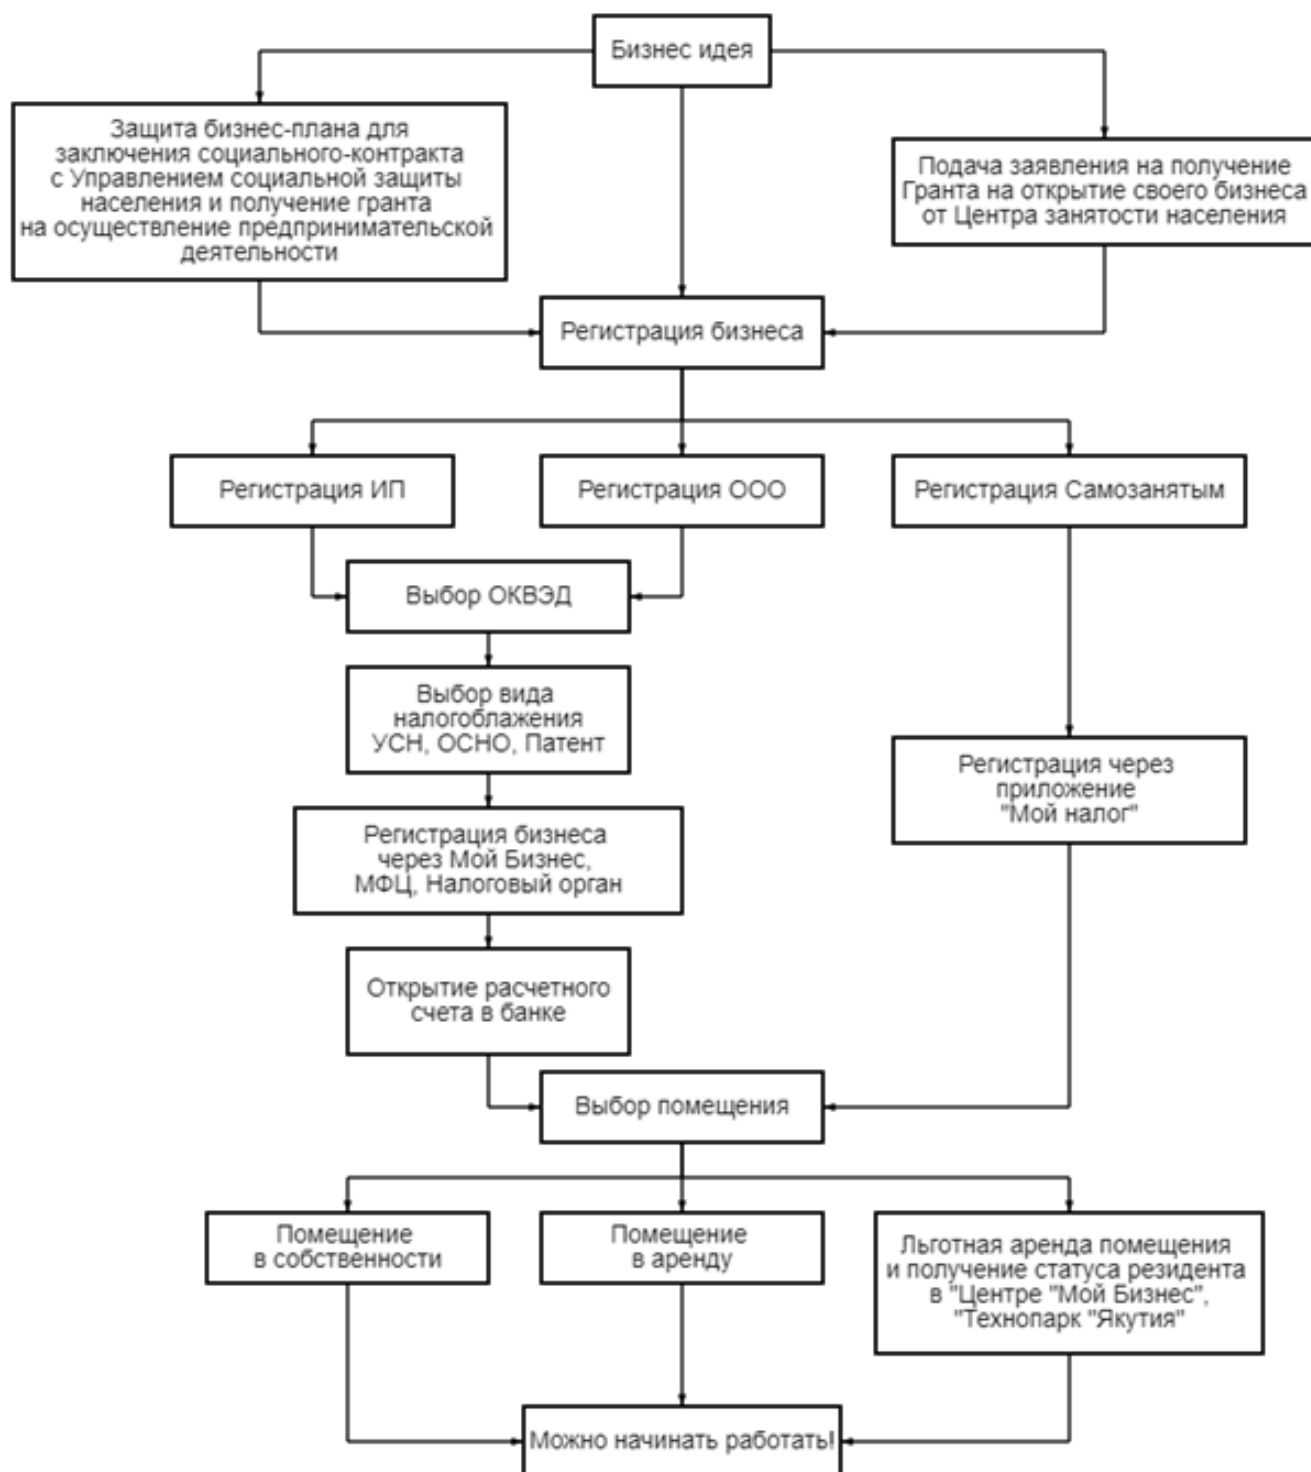 Бизнес идея
Защита бизнес-плана для
заключения социального-контракта
с Управлением социальной защиты
населения и получение гранта
на осуществление предпринимательской
деятельности
Подача заявления на получение
Гранта на открытие своего бизнеса
от Центра занятости населения
Регистрация бизнеса
Регистрация ИП
Регистрация ООО
Регистрация Самозанятым
Выбор ОКВЭД
Выбор вида
налогоблажения
УСН, ОСНО, Патент
Регистрация через
приложение
"Мой налог"
Регистрация бизнеса
через Мой Бизнес,
МФЦ, Налоговый орган
Открытие расчетного
счета в банке
Выбор помещения
Помещение
в собственности
Помещение
в аренду
Льготная аренда помещения
и получение статуса резидента
в "Центре "Мой Бизнес",
"Технопарк "Якутия"
Можно начинать работать!